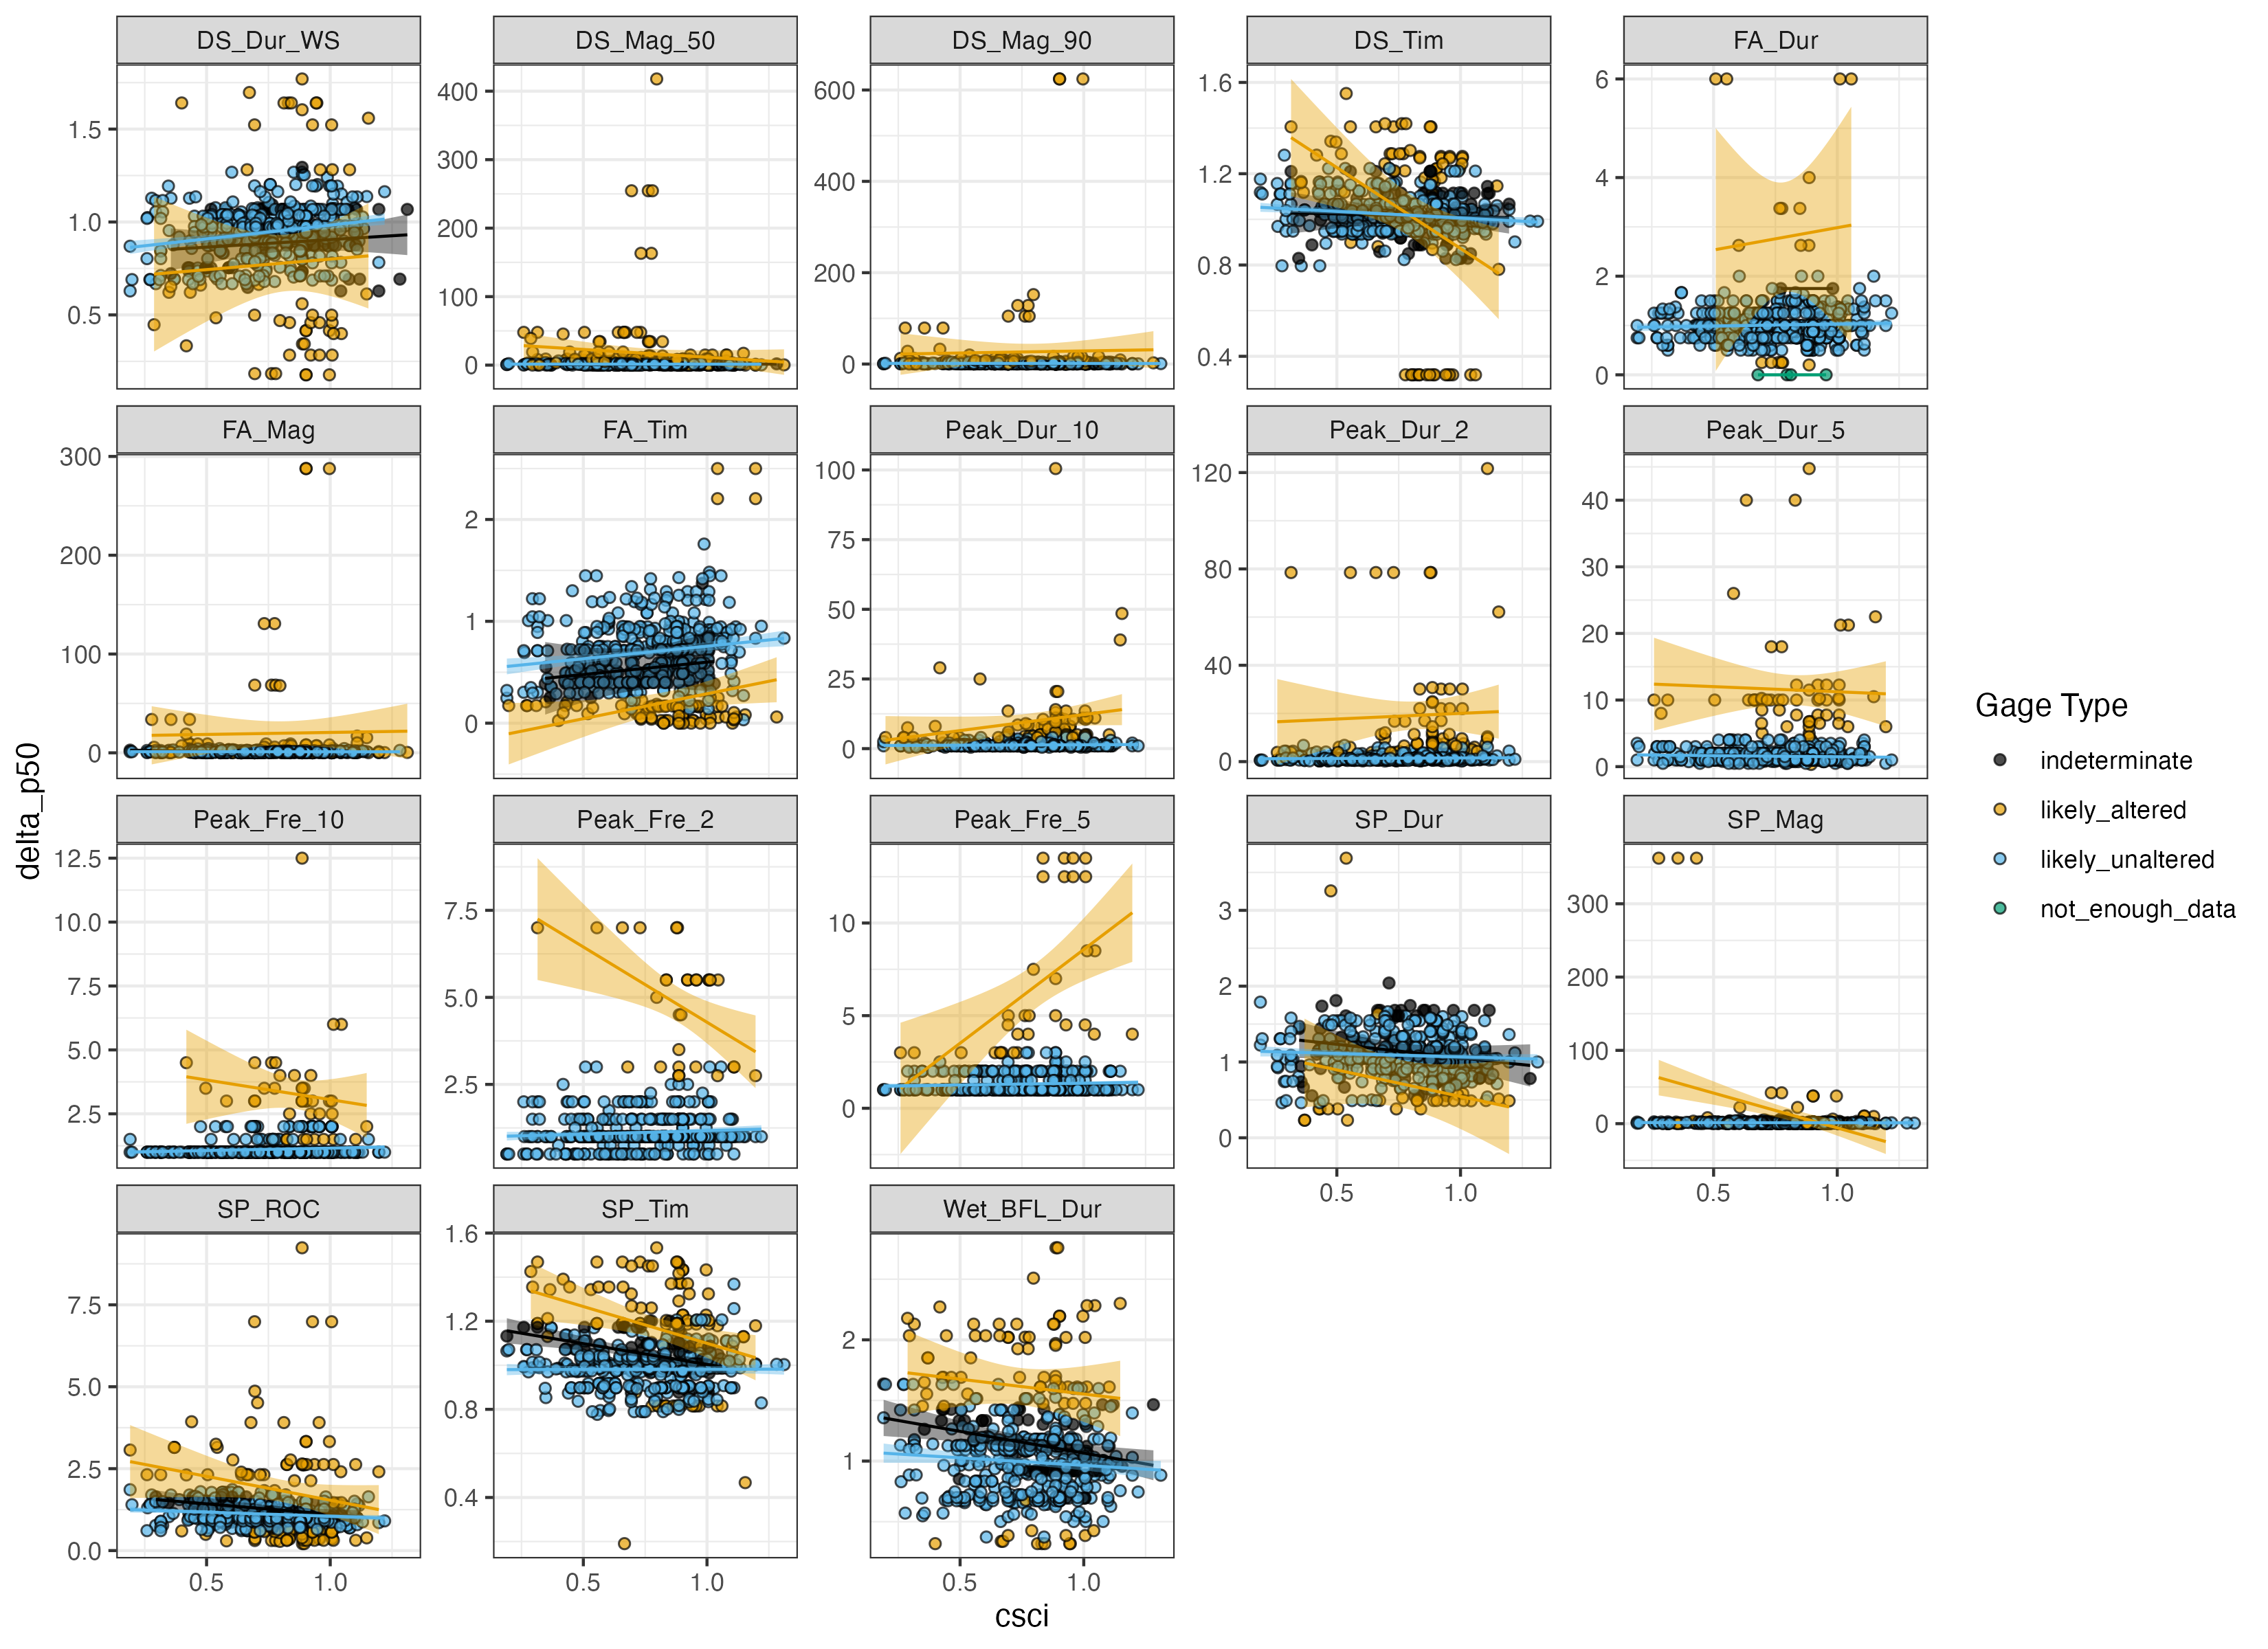 DS_Dur_WS DS_Mag_50 DS_Mag_90 DS_Tim FA_Dur
1.5 1.0 0.5
400 300 200 100 0
600 400 200 0
1.6 1.2 0.8 0.4
6 4 2 0
FA_Mag FA_Tim Peak_Dur_10 Peak_Dur_2 Peak_Dur_5
300 200 100 0
2 1 0
100 75 50 25 0
120 80 40 0
40 30 20 10 0
Peak_Fre_10 Peak_Fre_2 Peak_Fre_5 SP_Dur SP_Mag
12.5 10.0 7.5 5.0 2.5
7.5 5.0 2.5
10 5 0
3 2 1 0
300 200 100 0
0.5 1.0 0.5 1.0
SP_ROC SP_Tim Wet_BFL_Dur
7.5 5.0 2.5 0.0
1.6 1.2 0.8 0.4
2 1
0.5 1.0 0.5 1.0 0.5 1.0
csci
delta_p50
Gage Type
indeterminate
likely_altered
likely_unaltered
not_enough_data